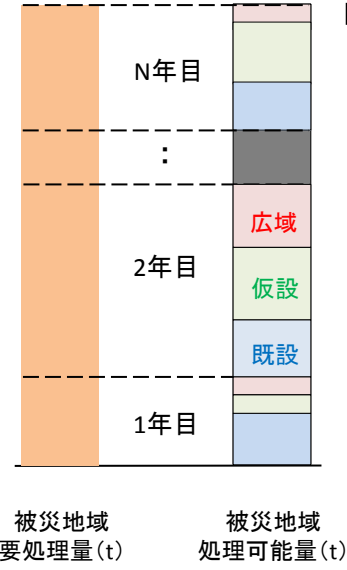 N年目
：
広域
2年目
仮設
既設
1年目
被災地域
要処理量(t)
被災地域
処理可能量(t)